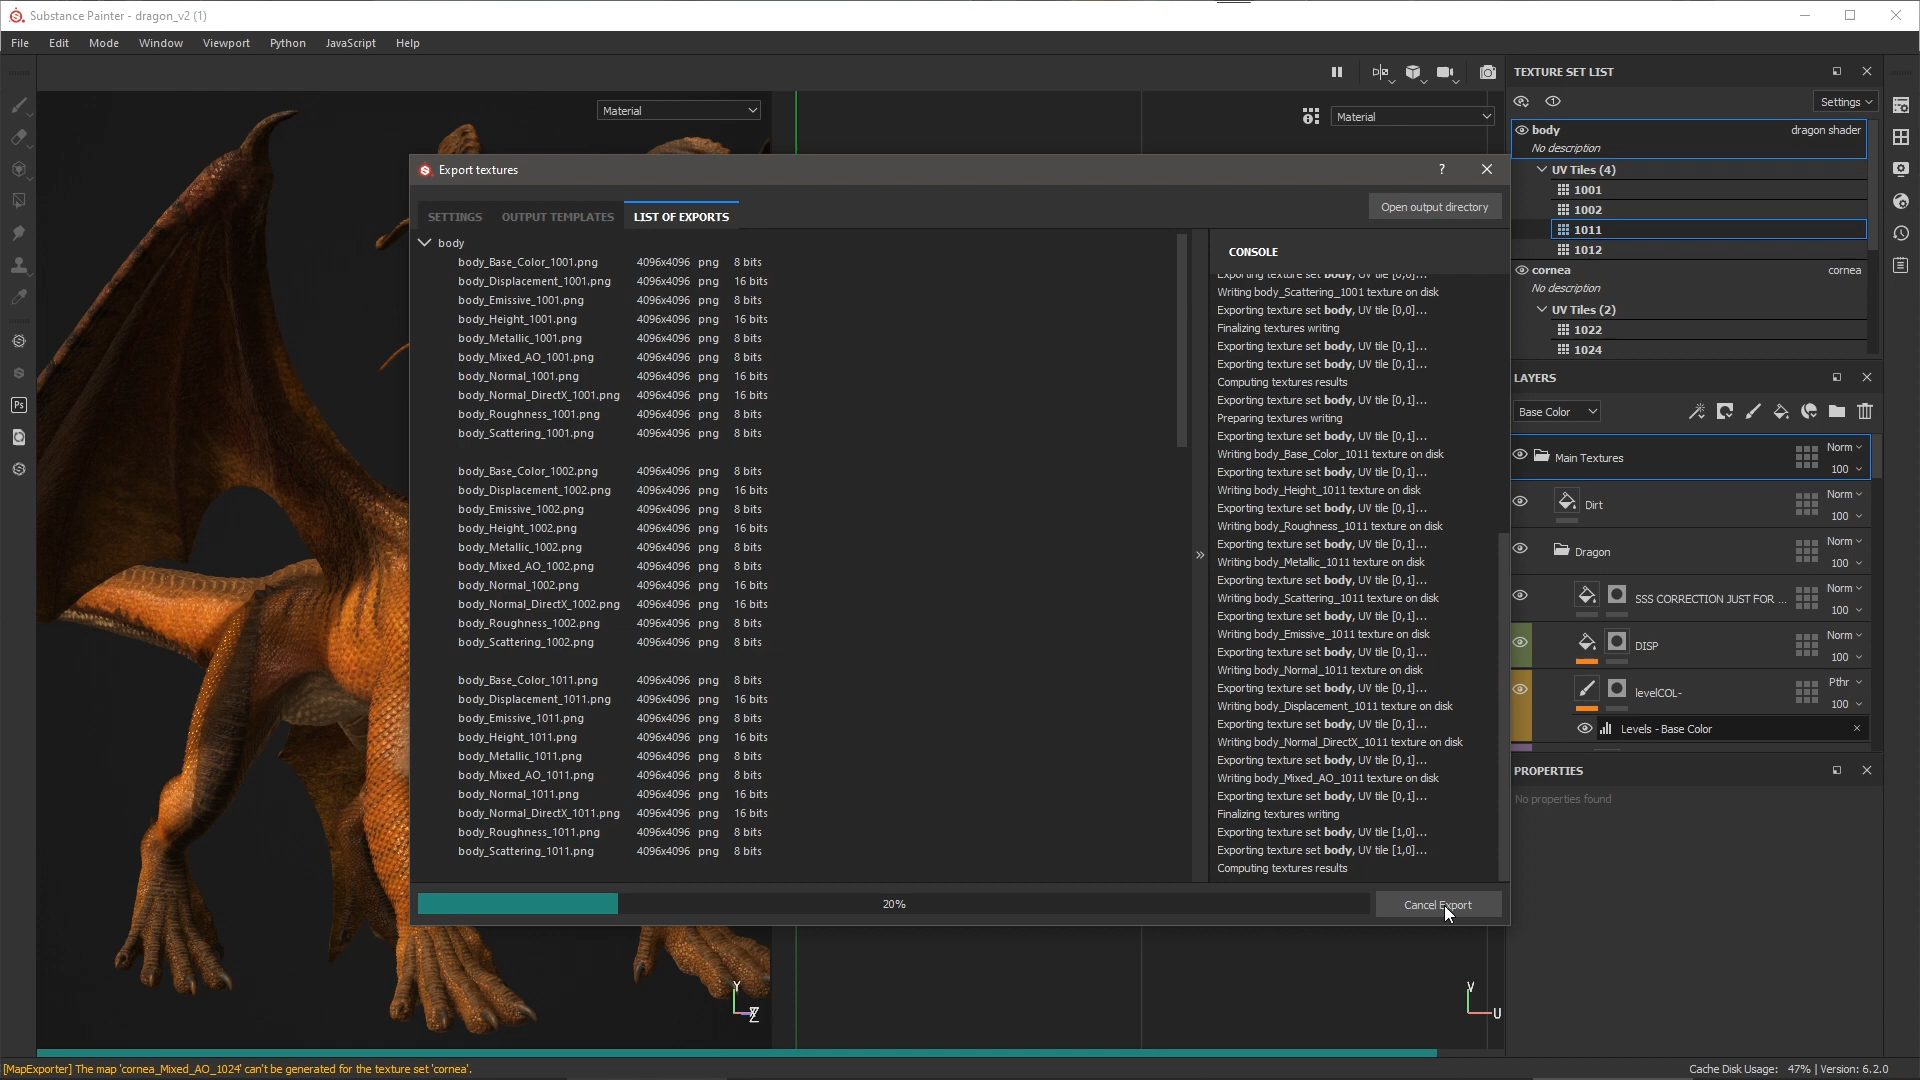 Substance Painter - dragon_v2 (1)
File Edit Mode Window Viewport Python JavaScript Help
Material
Material
Export textures
?
SETTINGS OUTPUT TEMPLATES LIST OF EXPORTS
Open output directory
body
body_Base_Color_1001.png 4096x4096 png 8 bits
body_Displacement_1001.png 4096x4096 png 16 bits
body_Emissive_1001.png 4096x4096 png 8 bits
body_Height_1001.png 4096x4096 png 16 bits
body_Metallic_1001.png 4096x4096 png 8 bits
body_Mixed_AO_1001.png 4096x4096 png 8 bits
body_Normal_1001.png 4096x4096 png 16 bits
body_Normal_DirectX_1001.png 4096x4096 png 16 bits
body_Roughness_1001.png 4096x4096 png 8 bits
body_Scattering_1001.png 4096x4096 png 8 bits
body_Base_Color_1002.png 4096x4096 png 8 bits
body_Displacement_1002.png 4096x4096 png 16 bits
body_Emissive_1002.png 4096x4096 png 8 bits
body_Height_1002.png 4096x4096 png 16 bits
body_Metallic_1002.png 4096x4096 png 8 bits
body_Mixed_AO_1002.png 4096x4096 png 8 bits
body_Normal_1002.png 4096x4096 png 16 bits
body_Normal_DirectX_1002.png 4096x4096 png 16 bits
body_Roughness_1002.png 4096x4096 png 8 bits
body_Scattering_1002.png 4096x4096 png 8 bits
body_Base_Color_1011.png 4096x4096 png 8 bits
body_Displacement_1011.png 4096x4096 png 16 bits
body_Emissive_1011.png 4096x4096 png 8 bits
body_Height_1011.png 4096x4096 png 16 bits
body_Metallic_1011.png 4096x4096 png 8 bits
body_Mixed_AO_1011.png 4096x4096 png 8 bits
body_Normal_1011.png 4096x4096 png 16 bits
body_Normal_DirectX_1011.png 4096x4096 png 16 bits
body_Roughness_1011.png 4096x4096 png 8 bits
body_Scattering_1011.png 4096x4096 png 8 bits
CONSOLE
Exporting texture set body, UV tile [0,0]...
Writing body_Scattering_1001 texture on disk
Exporting texture set body, UV tile [0,0]...
Finalizing textures writing
Exporting texture set body, UV tile [0,1]...
Exporting texture set body, UV tile [0,1]...
Computing textures results
Exporting texture set body, UV tile [0,1]...
Preparing textures writing
Exporting texture set body, UV tile [0,1]...
Writing body_Base_Color_1011 texture on disk
Exporting texture set body, UV tile [0,1]...
Writing body_Height_1011 texture on disk
Exporting texture set body, UV tile [0,1]...
Writing body_Roughness_1011 texture on disk
Exporting texture set body, UV tile [0,1]...
Writing body_Metallic_1011 texture on disk
Exporting texture set body, UV tile [0,1]...
Writing body_Scattering_1011 texture on disk
Exporting texture set body, UV tile [0,1]...
Writing body_Emissive_1011 texture on disk
Exporting texture set body, UV tile [0,1]...
Writing body_Normal_1011 texture on disk
Exporting texture set body, UV tile [0,1]...
Writing body_Displacement_1011 texture on disk
Exporting texture set body, UV tile [0,1]...
Writing body_Normal_DirectX_1011 texture on disk
Exporting texture set body, UV tile [0,1]...
Writing body_Mixed_AO_1011 texture on disk
Exporting texture set body, UV tile [0,1]...
Finalizing textures writing
Exporting texture set body, UV tile [1,0]...
Exporting texture set body, UV tile [1,0]...
Computing textures results
20%
Cancel Export
TEXTURE SET LIST
Settings
body dragon shader
No description
UV Tiles (4)
1001
1002
1011
1012
cornea cornea
No description
UV Tiles (2)
1022
1024
LAYERS
Base Color
Main Textures Norm
100
Dirt Norm
100
Dragon Norm
100
SSS CORRECTION JUST FOR ... Norm
100
DISP Norm
100
levelCOL- Pthr
100
Levels - Base Color
PROPERTIES
No properties found
Ps
Y
Z
V
U
[MapExporter] The map 'cornea_Mixed_AO_1024' can't be generated for the texture set 'cornea'.
Cache Disk Usage: 47% | Version: 6.2.0